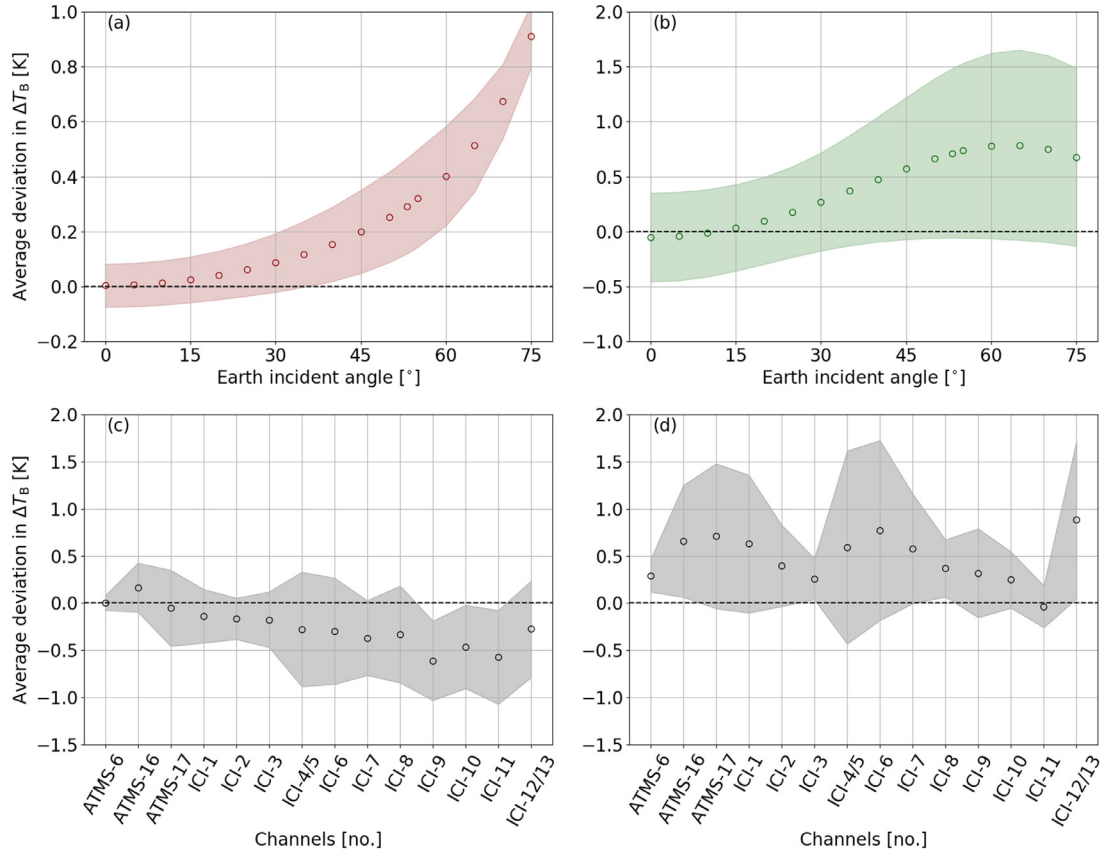 (a)
Average deviation in ΔT_B [K]
1.0
0.8
0.6
0.4
0.2
0.0
−0.2
0 15 30 45 60 75
Earth incident angle [°]
(b)
2.0
1.5
1.0
0.5
0.0
−0.5
−1.0
0 15 30 45 60 75
Earth incident angle [°]
(c)
Average deviation in ΔT_B [K]
2.0
1.5
1.0
0.5
0.0
−0.5
−1.0
−1.5
ATMS-6 ATMS-16 ATMS-17 ICI-1 ICI-2 ICI-3 ICI-4/5 ICI-6 ICI-7 ICI-8 ICI-9 ICI-10 ICI-11 ICI-12/13
Channels [no.]
(d)
2.0
1.5
1.0
0.5
0.0
−0.5
−1.0
−1.5
ATMS-6 ATMS-16 ATMS-17 ICI-1 ICI-2 ICI-3 ICI-4/5 ICI-6 ICI-7 ICI-8 ICI-9 ICI-10 ICI-11 ICI-12/13
Channels [no.]